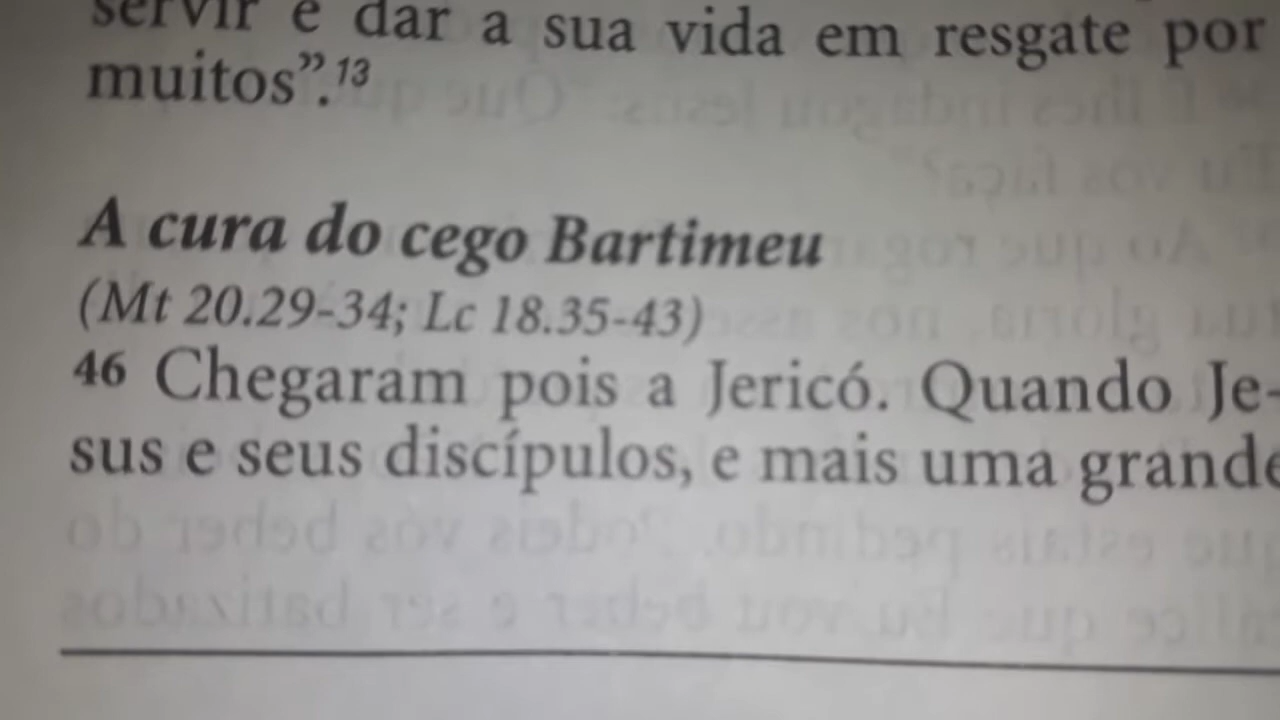 servir e dar a sua vida em resgate por
muitos”.¹³
A cura do cego Bartimeu
(Mt 20.29-34; Lc 18.35-43)
46 Chegaram pois a Jericó. Quando Je-
sus e seus discípulos, e mais uma grande